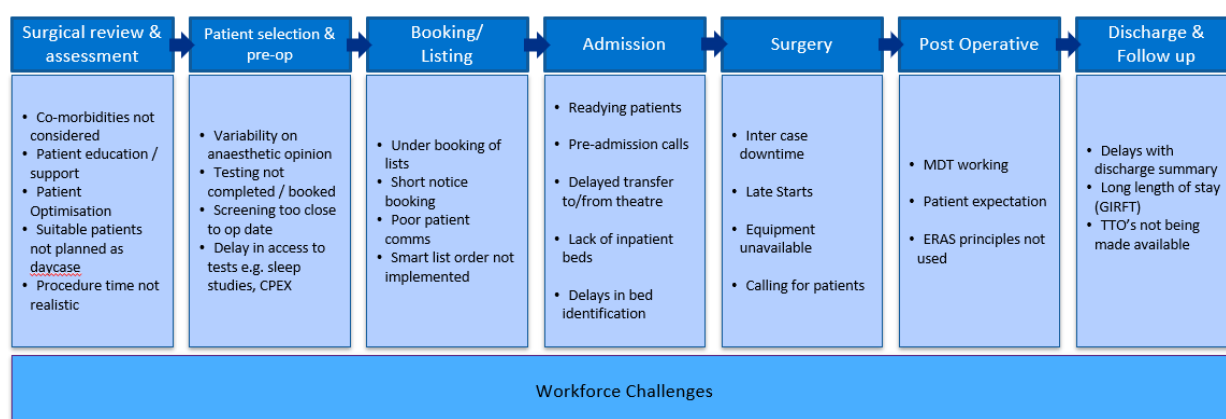 Surgical review &
assessment
Patient selection &
pre-op
Booking/
Listing
Admission
Surgery
Post Operative
Discharge &
Follow up
• Co-morbidities not
considered
• Patient education /
support
• Patient
Optimisation
• Suitable patients
not planned as
daycase
• Procedure time not
realistic
• Variability on
anaesthetic opinion
• Testing not
completed / booked
• Screening too close
to op date
• Delay in access to
tests e.g. sleep
studies, CPEX
• Under booking of
lists
• Short notice
booking
• Poor patient
comms
• Smart list order not
implemented
• Readying patients
• Pre-admission calls
• Delayed transfer
to/from theatre
• Lack of inpatient
beds
• Delays in bed
identification
• Inter case
downtime
• Late Starts
• Equipment
unavailable
• Calling for patients
• MDT working
• Patient expectation
• ERAS principles not
used
• Delays with
discharge summary
• Long length of stay
(GIRFT)
• TTO's not being
made available
Workforce Challenges